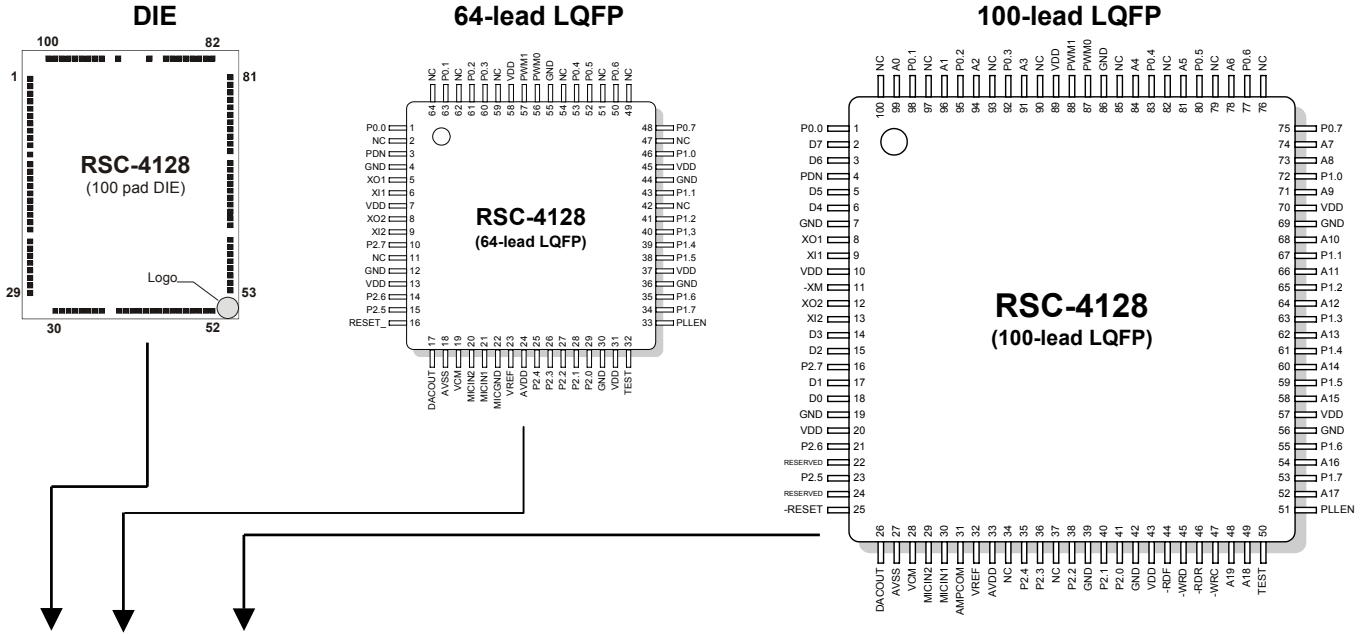 DIE
64-lead LQFP
100-lead LQFP
100
82
1
81
RSC-4128
(100 pad DIE)
Logo
29
53
30
52
NC
P0.1
NC
P0.2
P0.3
NC
VDD
PWM1
PWM0
GND
NC
P0.4
P0.5
NC
P0.6
NC
64
63
62
61
60
59
58
57
56
55
54
53
52
51
50
49
P0.0 1
NC 2
PDN 3
GND 4
XO1 5
XI1 6
VDD 7
XO2 8
XI2 9
P2.7 10
NC 11
GND 12
VDD 13
P2.6 14
P2.5 15
RESET_ 16
RSC-4128
(64-lead LQFP)
48 P0.7
47 NC
46 P1.0
45 VDD
44 GND
43 P1.1
42 NC
41 P1.2
40 P1,3
39 P1.4
38 P1.5
37 VDD
36 GND
35 P1.6
34 P1.7
33 PLLEN
17
18
19
20
21
22
23
24
25
26
27
28
29
30
31
32
DACOUT
AVSS
VCM
MICIN2
MICIN1
MICGND
VREF
AVDD
P2.4
P2.3
P2.2
P2.1
P2.0
GND
VDD
TEST
NC
A0
P0.1
NC
A1
P0.2
A2
NC
P0.3
A3
NC
VDD
PWM1
PWM0
GND
NC
A4
P0.4
NC
A5
P0.5
NC
A6
P0.6
NC
100
99
98
97
96
95
94
93
92
91
90
89
88
87
86
85
84
83
82
81
80
79
78
77
76
P0.0 1
D7 2
D6 3
PDN 4
D5 5
D4 6
GND 7
XO1 8
XI1 9
VDD 10
-XM 11
XO2 12
XI2 13
D3 14
D2 15
P2.7 16
D1 17
D0 18
GND 19
VDD 20
P2.6 21
RESERVED 22
P2.5 23
RESERVED 24
-RESET 25
RSC-4128
(100-lead LQFP)
75 P0.7
74 A7
73 A8
72 P1.0
71 A9
70 VDD
69 GND
68 A10
67 P1.1
66 A11
65 P1.2
64 A12
63 P1.3
62 A13
61 P1.4
60 A14
59 P1.5
58 A15
57 VDD
56 GND
55 P1.6
54 A16
53 P1.7
52 A17
51 PLLEN
26
27
28
29
30
31
32
33
34
35
36
37
38
39
40
41
42
43
44
45
46
47
48
49
50
DACOUT
AVSS
VCM
MICIN2
MICIN1
AMPCOM
VREF
AVDD
NC
P2.4
P2.3
NC
P2.2
GND
P2.1
P2.0
GND
VDD
-RDF
-WRD
-RDR
-WRC
A19
A18
TEST